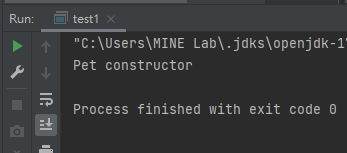 Run: test1
"C:\Users\MINE Lab\.jdks\openjdk-1
Pet constructor
Process finished with exit code 0